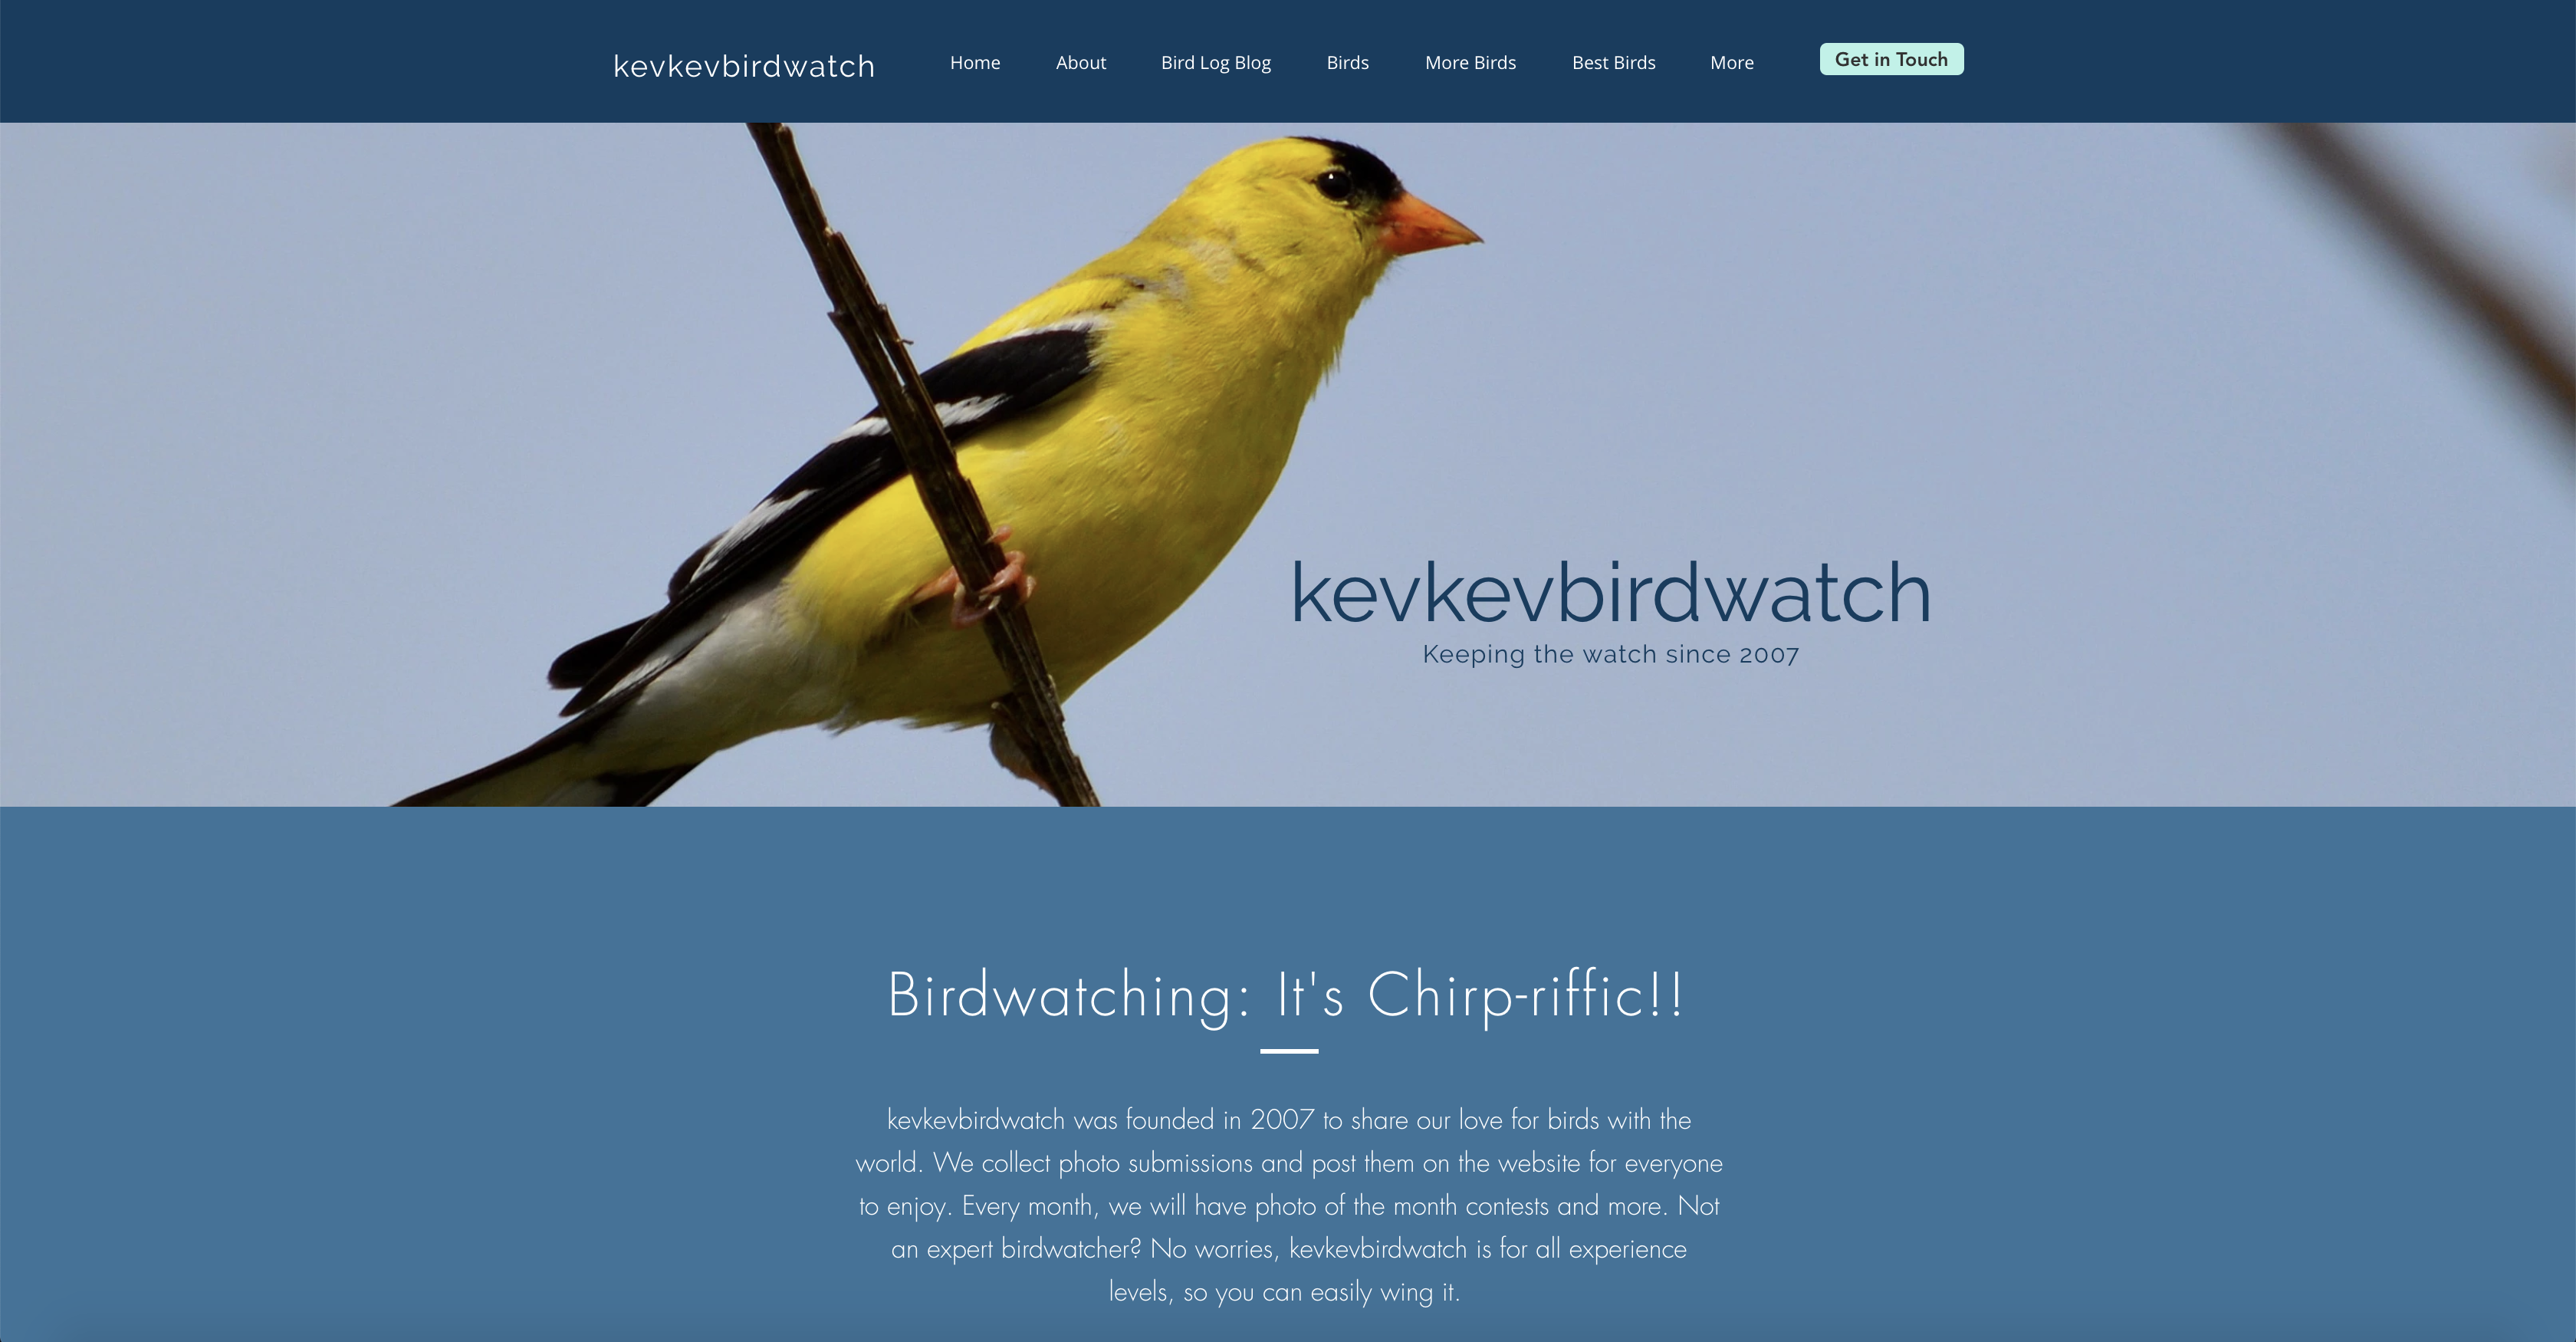 kevkevbirdwatch
Home About Bird Log Blog Birds More Birds Best Birds More
Get in Touch
kevkevbirdwatch
Keeping the watch since 2007
Birdwatching: It's Chirp-riffic!!
kevkevbirdwatch was founded in 2007 to share our love for birds with the
world. We collect photo submissions and post them on the website for everyone
to enjoy. Every month, we will have photo of the month contests and more. Not
an expert birdwatcher? No worries, kevkevbirdwatch is for all experience
levels, so you can easily wing it.